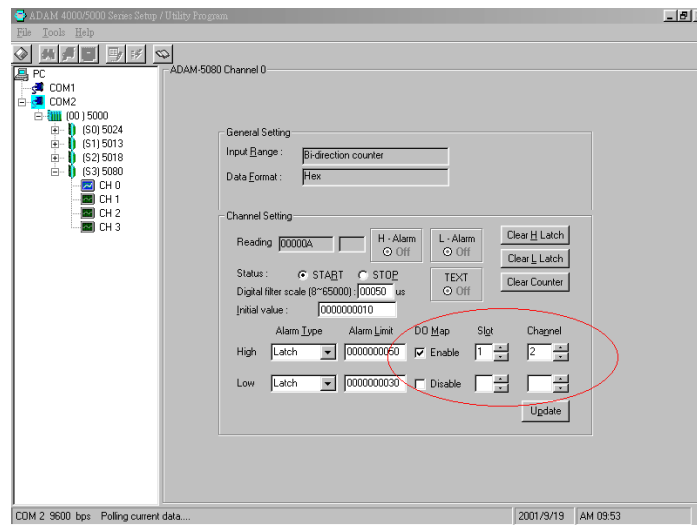 ADAM 4000/5000 Series Setup / Utility Program
File Tools Help
PC
COM1
COM2
(00 ) 5000
(S0) 5024
(S1) 5013
(S2) 5018
(S3) 5080
CH 0
CH 1
CH 2
CH 3
ADAM-5080 Channel 0
General Setting
Input Range : Bi-direction counter
Data Format : Hex
Channel Setting
Reading 00000A H - Alarm Off L - Alarm Off Clear H Latch
Clear L Latch
Status : START STOP TEXT Off Clear Counter
Digital filter scale (8~65000) : 00050 us
Initial value : 0000000010
Alarm Type Alarm Limit DO Map Slot Channel
High Latch 0000000050 Enable 1 2
Low Latch 0000000030 Disable
Update
COM 2 9600 bps Polling current data.... 2001/9/19 AM 09:53